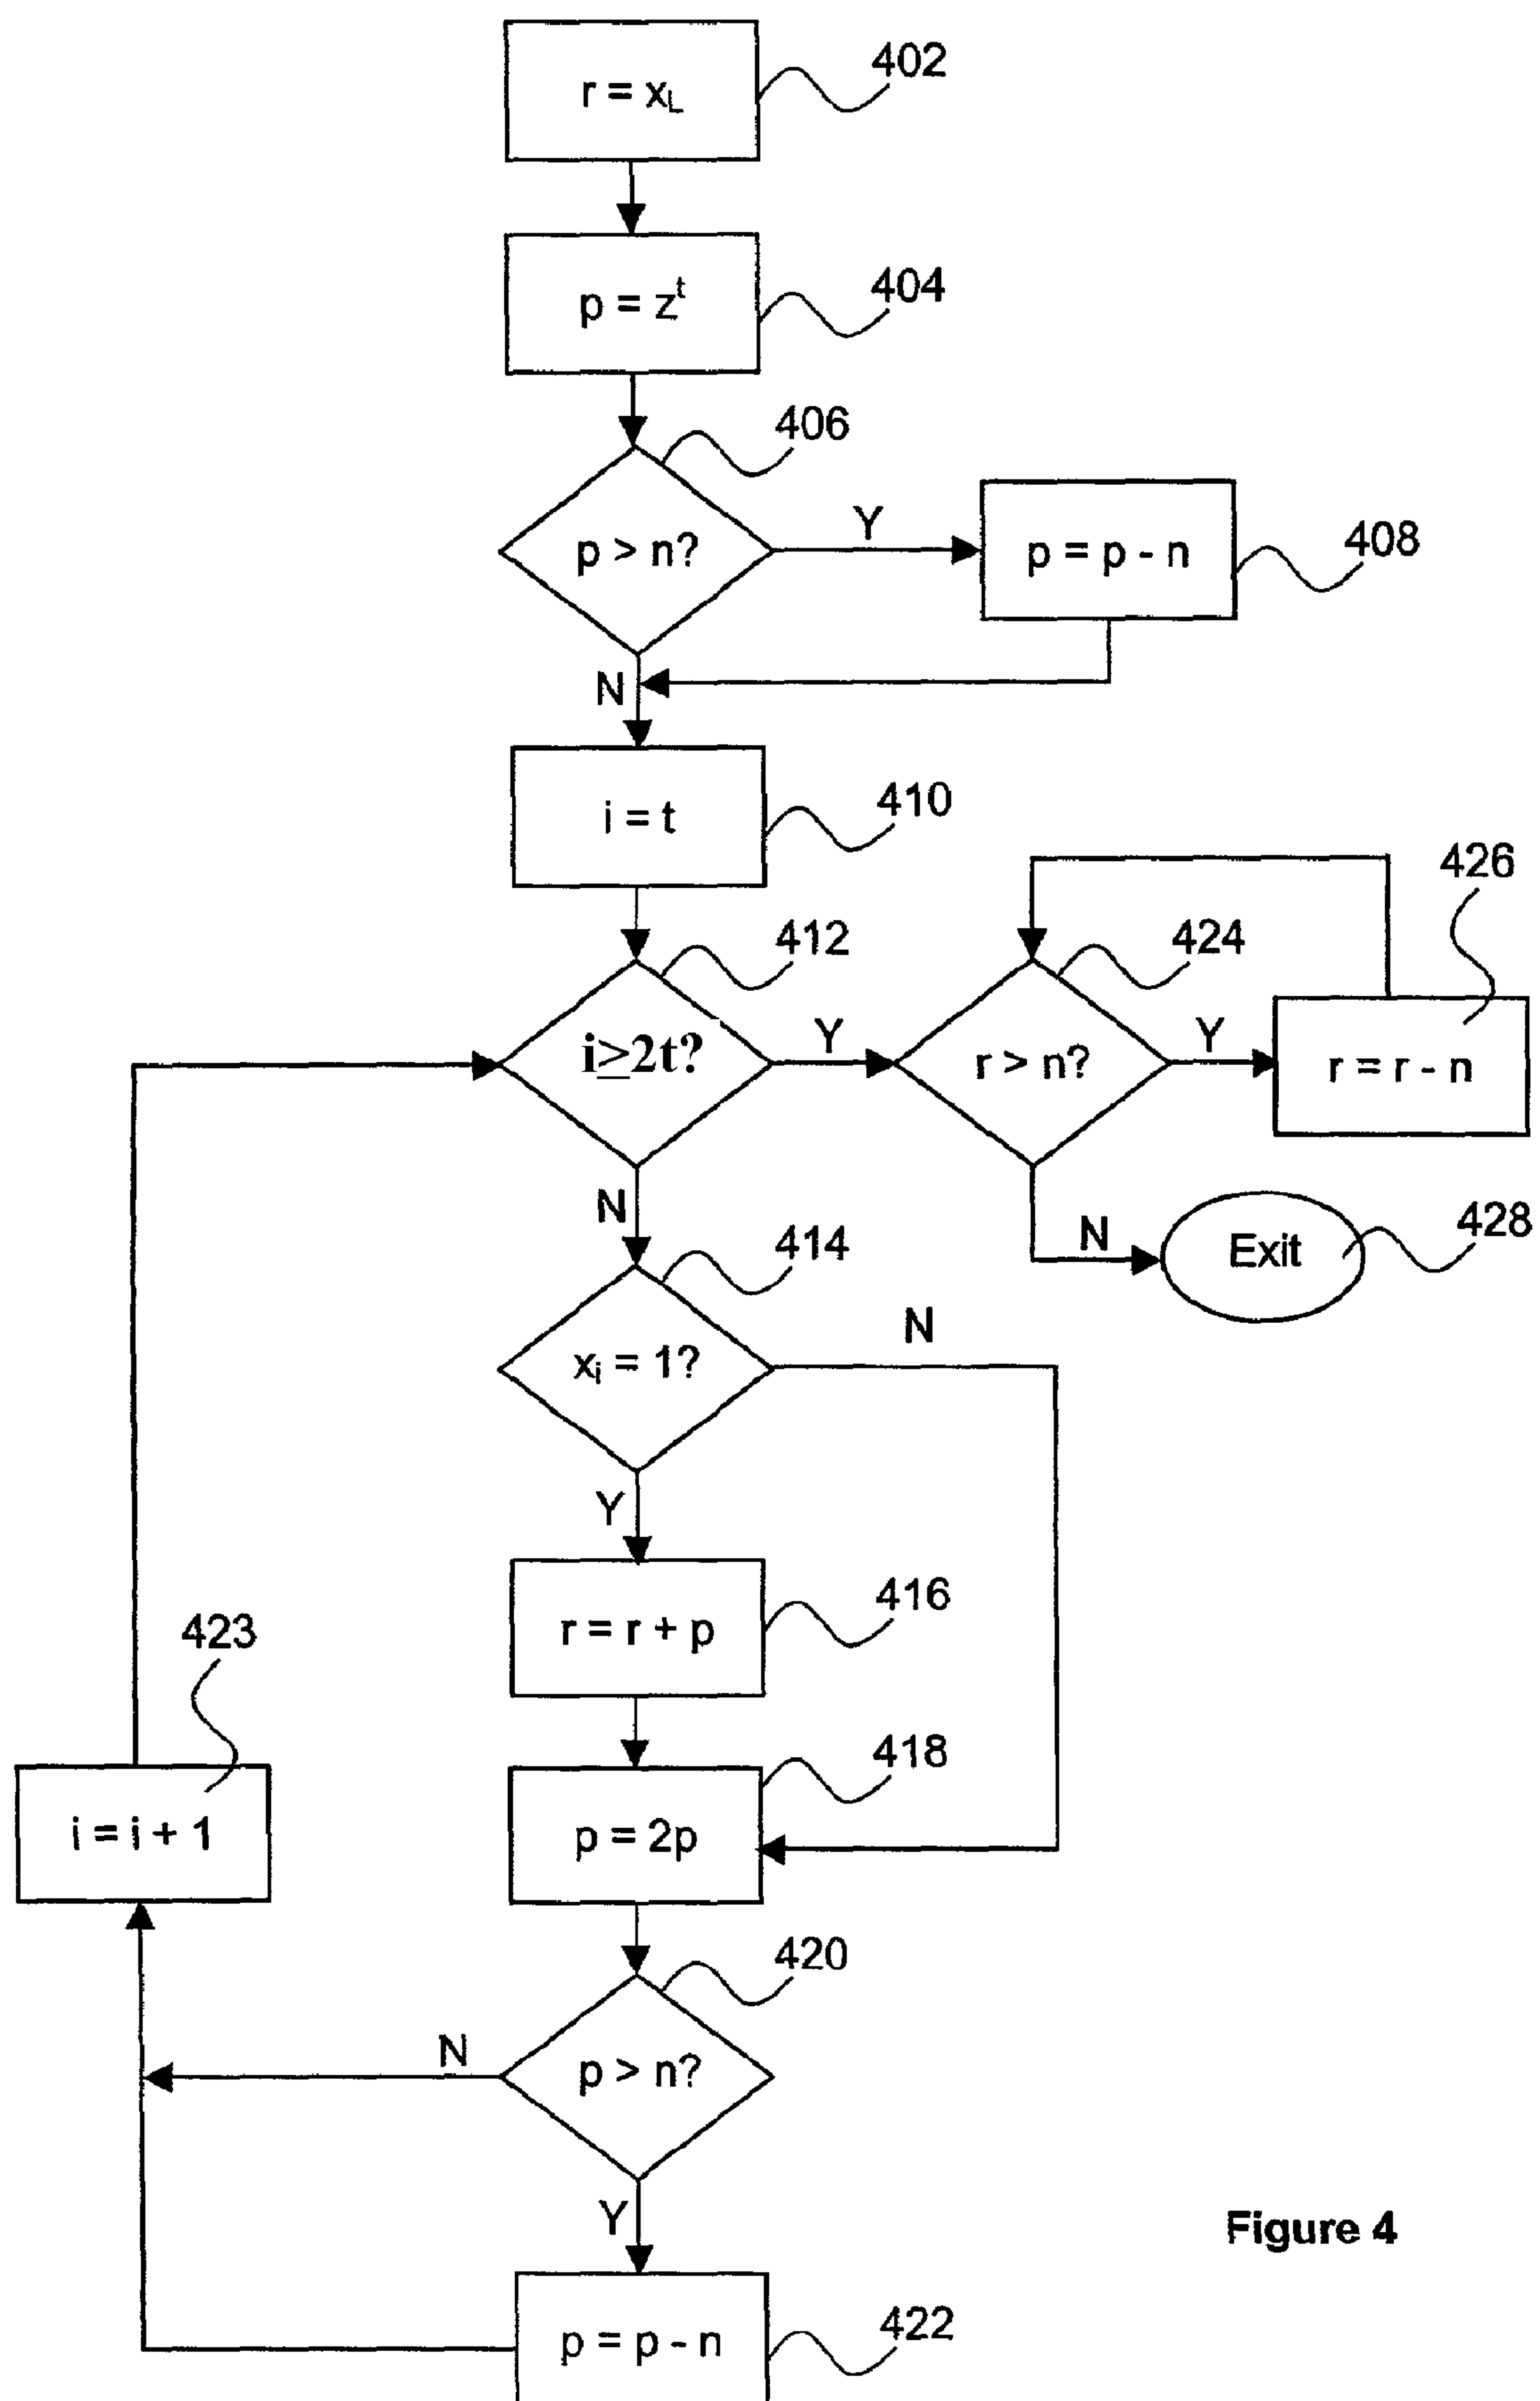 r = x_L
402
p = z^t
404
406
p > n?
Y
p = p - n
408
N
i = t
410
412
i≥2t?
Y
424
r > n?
Y
426
r = r - n
N
N
Exit
428
414
x_i = 1?
N
Y
r = r + p
416
423
i = i + 1
p = 2p
418
420
p > n?
N
Y
p = p - n
422
Figure 4